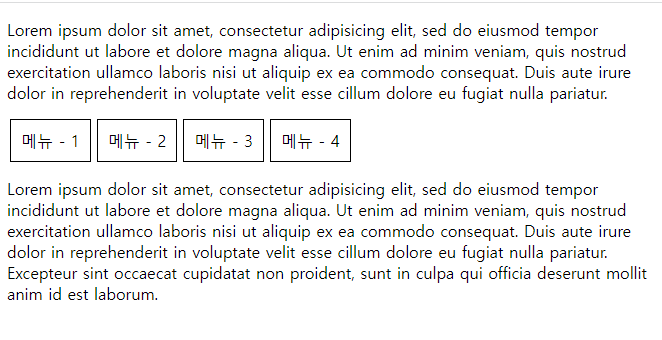 Lorem ipsum dolor sit amet, consectetur adipisicing elit, sed do eiusmod tempor
incididunt ut labore et dolore magna aliqua. Ut enim ad minim veniam, quis nostrud
exercitation ullamco laboris nisi ut aliquip ex ea commodo consequat. Duis aute irure
dolor in reprehenderit in voluptate velit esse cillum dolore eu fugiat nulla pariatur.
메뉴 - 1 메뉴 - 2 메뉴 - 3 메뉴 - 4
Lorem ipsum dolor sit amet, consectetur adipisicing elit, sed do eiusmod tempor
incididunt ut labore et dolore magna aliqua. Ut enim ad minim veniam, quis nostrud
exercitation ullamco laboris nisi ut aliquip ex ea commodo consequat. Duis aute irure
dolor in reprehenderit in voluptate velit esse cillum dolore eu fugiat nulla pariatur.
Excepteur sint occaecat cupidatat non proident, sunt in culpa qui officia deserunt mollit
anim id est laborum.